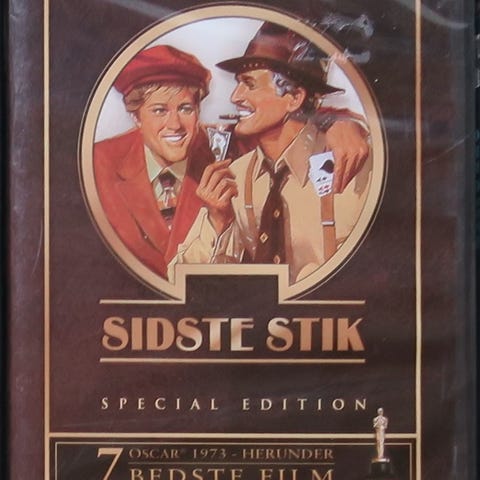 SIDSTE STIK
SPECIAL EDITION
7 OSCAR® 1973 - HERUNDER
BEDSTE FILM